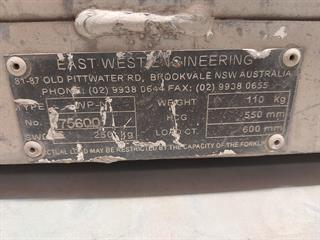 EAST WEST ENGINEERING
81-87 OLD PITTWATER RD, BROOKVALE NSW AUSTRALIA
PHONE: (02) 9938 0644 FAX: (02) 9938 0655
TYPE WP- WEIGHT 110 kg
No. 75600 HCG 550 mm
SWL 250 kg LOAD CT. 600 mm
ACTUAL LOAD MAY BE RESTRICTED BY THE CAPACITY OF THE FORKLIFT